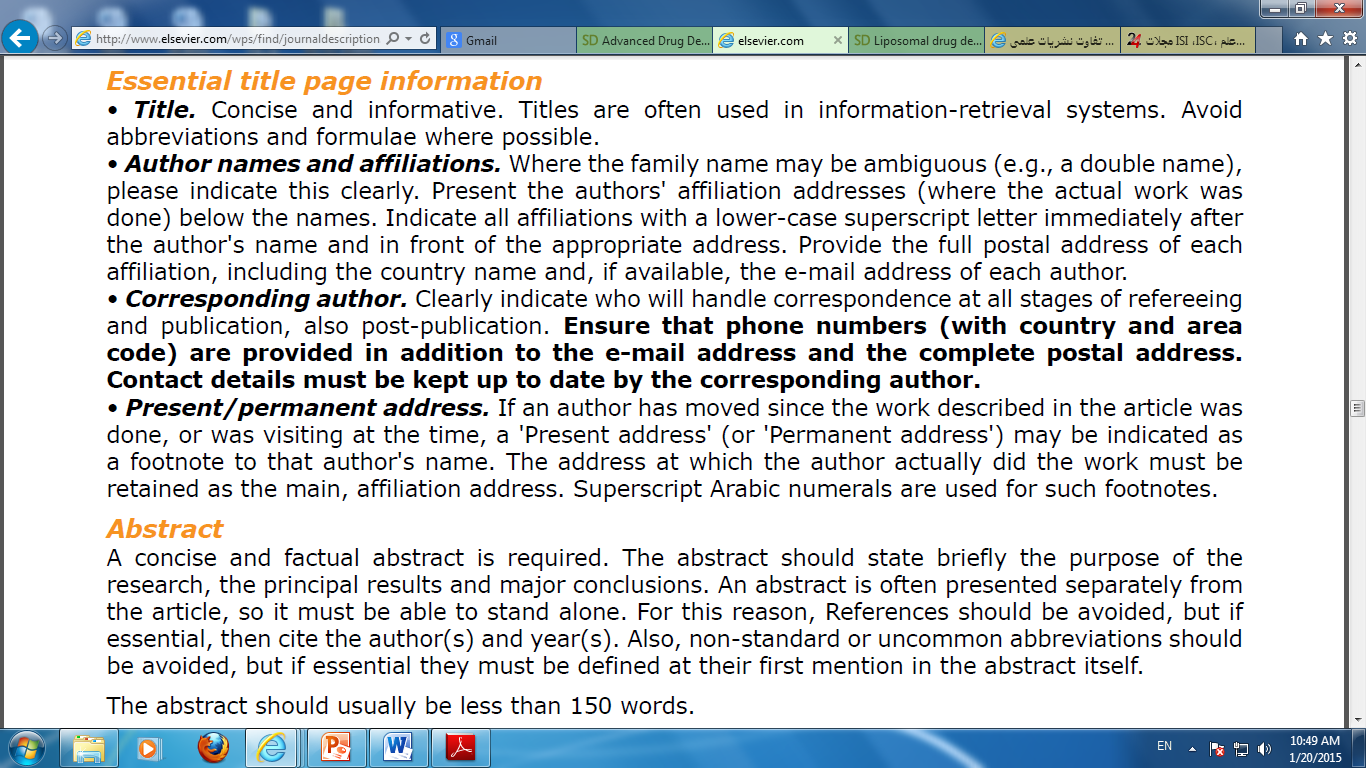 http://www.elsevier.com/wps/find/journaldescription
Gmail
SD Advanced Drug De...
elsevier.com
SD Liposomal drug de...
تفاوت نشریات علمی ...
مجلات ISI ،ISC، علم...
Essential title page information
• Title. Concise and informative. Titles are often used in information-retrieval systems. Avoid
abbreviations and formulae where possible.
• Author names and affiliations. Where the family name may be ambiguous (e.g., a double name),
please indicate this clearly. Present the authors' affiliation addresses (where the actual work was
done) below the names. Indicate all affiliations with a lower-case superscript letter immediately after
the author's name and in front of the appropriate address. Provide the full postal address of each
affiliation, including the country name and, if available, the e-mail address of each author.
• Corresponding author. Clearly indicate who will handle correspondence at all stages of refereeing
and publication, also post-publication. Ensure that phone numbers (with country and area
code) are provided in addition to the e-mail address and the complete postal address.
Contact details must be kept up to date by the corresponding author.
• Present/permanent address. If an author has moved since the work described in the article was
done, or was visiting at the time, a 'Present address' (or 'Permanent address') may be indicated as
a footnote to that author's name. The address at which the author actually did the work must be
retained as the main, affiliation address. Superscript Arabic numerals are used for such footnotes.
Abstract
A concise and factual abstract is required. The abstract should state briefly the purpose of the
research, the principal results and major conclusions. An abstract is often presented separately from
the article, so it must be able to stand alone. For this reason, References should be avoided, but if
essential, then cite the author(s) and year(s). Also, non-standard or uncommon abbreviations should
be avoided, but if essential they must be defined at their first mention in the abstract itself.
The abstract should usually be less than 150 words.
EN
10:49 AM
1/20/2015